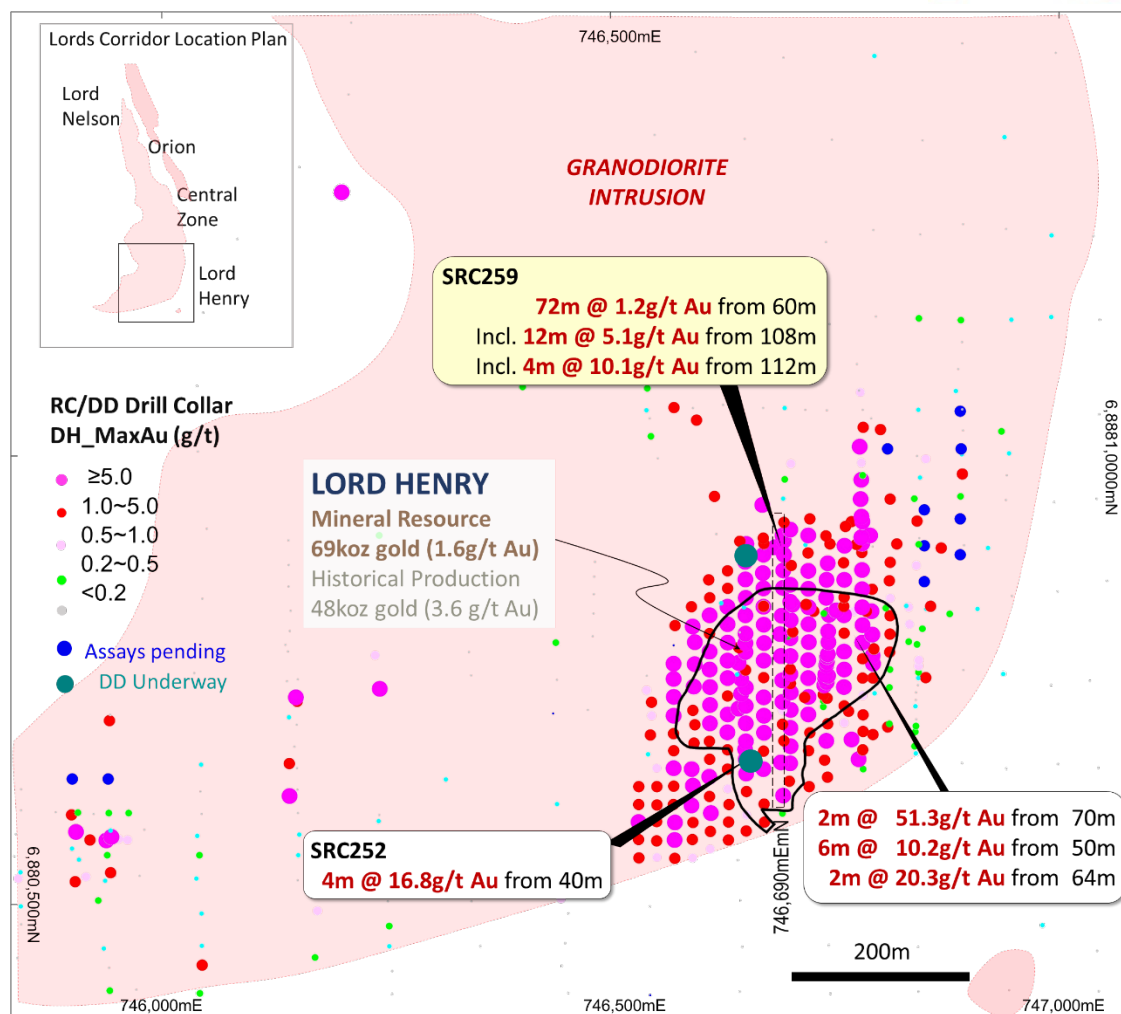 Lords Corridor Location Plan
Lord
Nelson
Orion
Central
Zone
Lord
Henry
746,500mE
GRANODIORITE
INTRUSION
SRC259
72m @ 1.2g/t Au from 60m
Incl. 12m @ 5.1g/t Au from 108m
Incl. 4m @ 10.1g/t Au from 112m
RC/DD Drill Collar
DH_MaxAu (g/t)
≥5.0
1.0~5.0
0.5~1.0
0.2~0.5
<0.2
Assays pending
DD Underway
LORD HENRY
Mineral Resource
69koz gold (1.6g/t Au)
Historical Production
48koz gold (3.6 g/t Au)
6,8881,0000mN
SRC252
4m @ 16.8g/t Au from 40m
2m @ 51.3g/t Au from 70m
6m @ 10.2g/t Au from 50m
2m @ 20.3g/t Au from 64m
746,690mEmN
6,880,500mN
200m
746,000mE
746,500mE
747,000mE